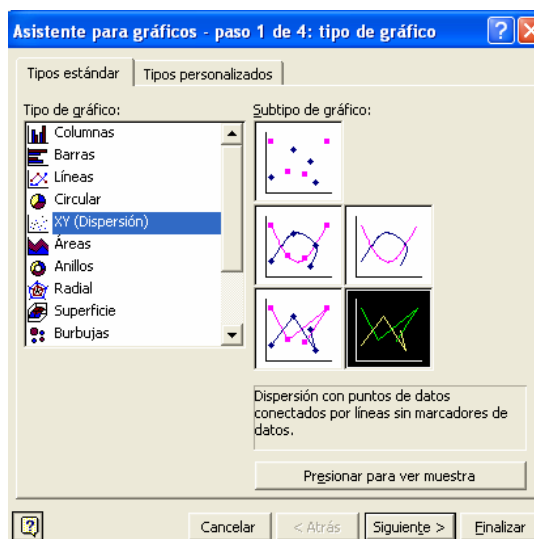 Asistente para gráficos - paso 1 de 4: tipo de gráfico
Tipos estándar
Tipos personalizados
Tipo de gráfico:
Columnas
Barras
Líneas
Circular
XY (Dispersión)
Áreas
Anillos
Radial
Superficie
Burbujas
Subtipo de gráfico:
Dispersión con puntos de datos
conectados por líneas sin marcadores de
datos.
Presionar para ver muestra
Cancelar
< Atrás
Siguiente >
Finalizar